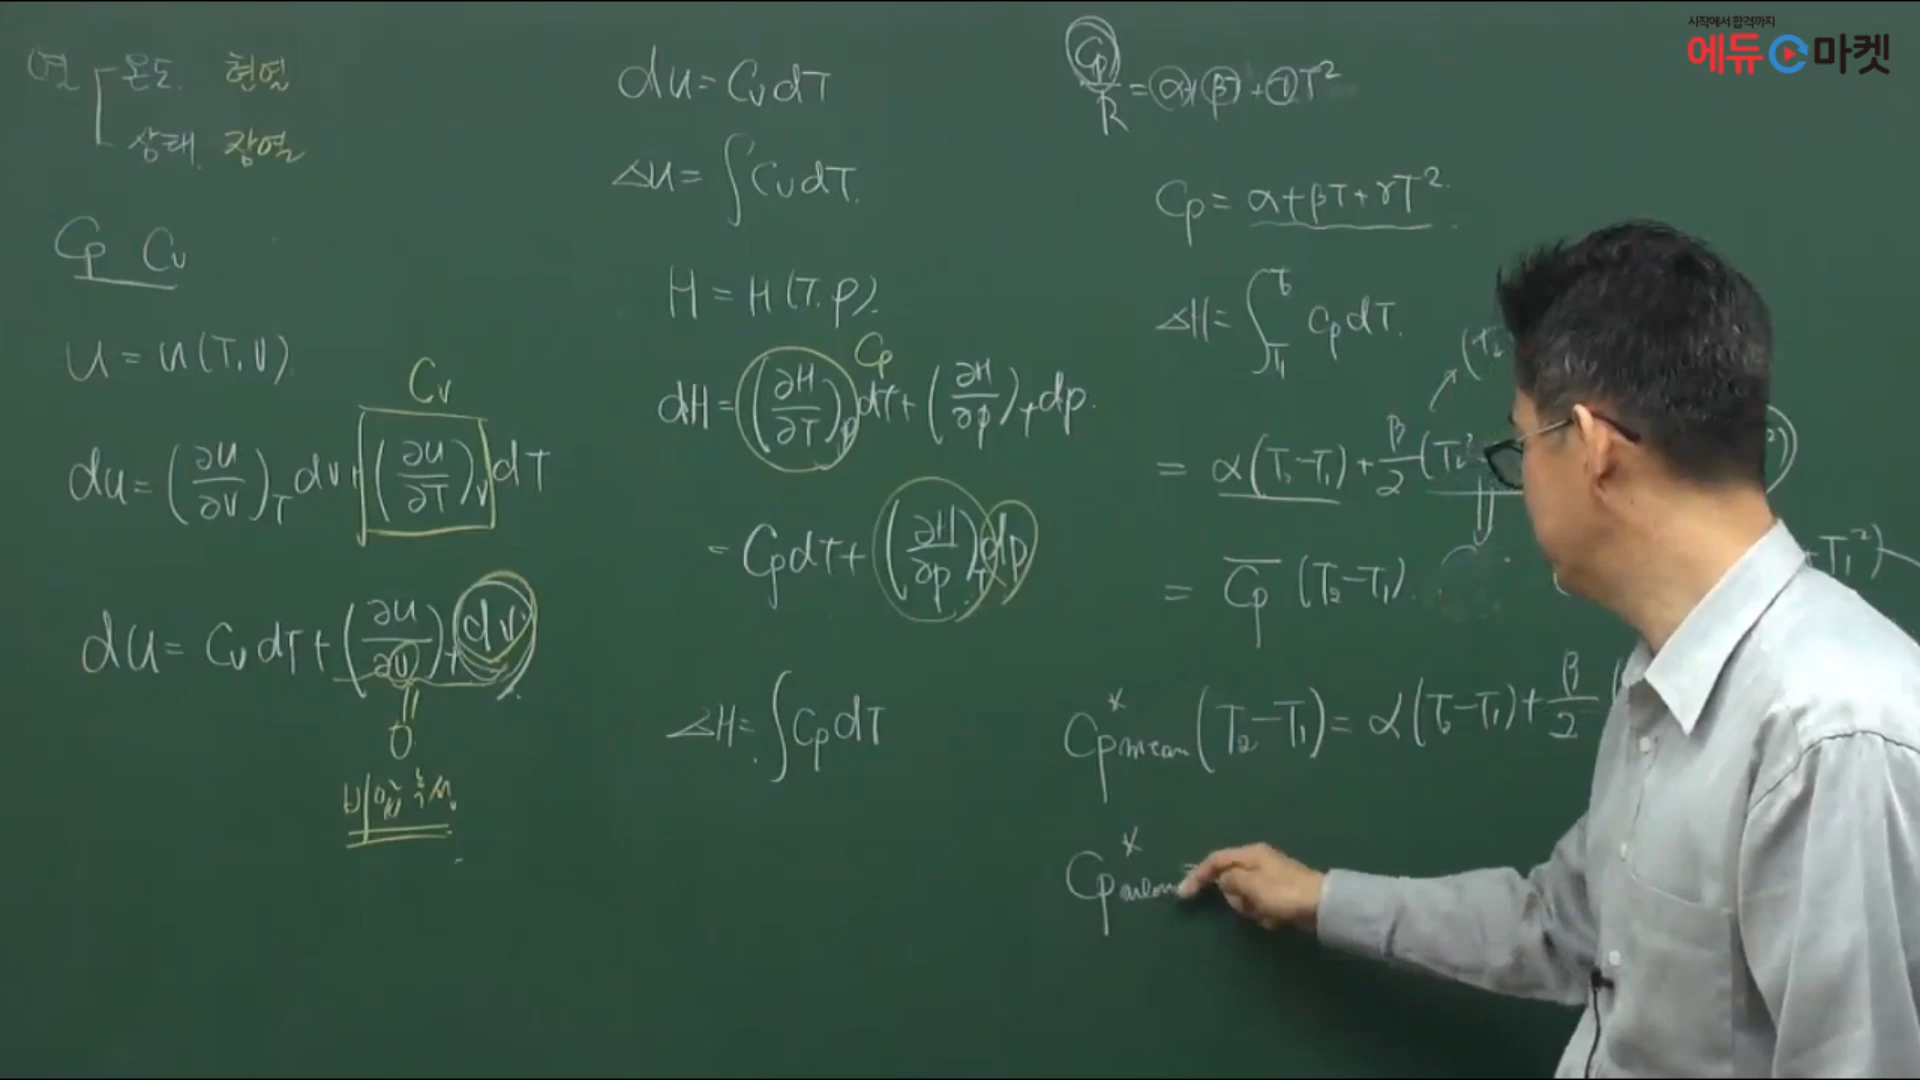 시작에서 합격까지
에듀e마켓
열
온도. 현열
상태. 잠열
Cp Cv
u = u(T, V)
Cv
du = (∂u/∂V)_T dV + (∂u/∂T)_V dT
du = Cv dT + (∂u/∂V)_T dV
0
비압축성
du = Cv dT
Δu = ∫Cv dT.
H = H(T. P).
Cp
dH = (∂H/∂T)_P dT + (∂H/∂P)_T dP.
= Cp dT + (∂H/∂P)_T dP
ΔH = ∫Cp dT
Cp/R = α + βT + γT²
Cp = α + βT + γT².
ΔH = ∫_T₁^T₂ Cp dT.
(T₂
= α(T₂-T₁) + β/2 (T₂²
= C̅p (T₂-T₁).
+T₁²)
Cp*mean (T₂-T₁) = α(T₂-T₁) + β/2 (
Cp*mean =